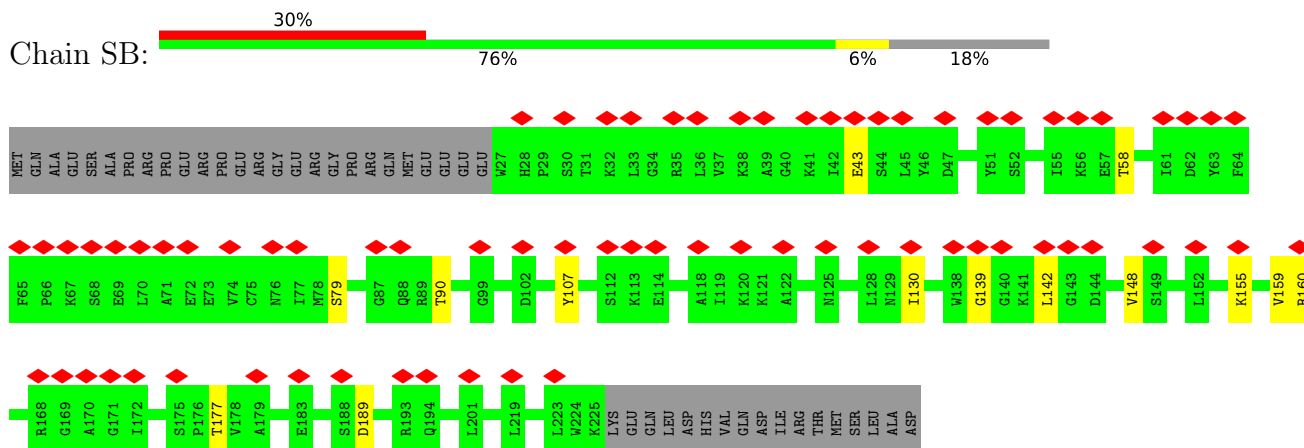 30%
Chain SB:
76% 6% 18%
MET GLN ALA GLU SER ALA PRO ARG PRO GLU ARG PRO GLU ARG GLY GLU ARG GLY PRO ARG GLN MET GLU GLU GLU GLU W27 H28 P29 S30 T31 K32 L33 G34 R35 L36 V37 K38 A39 G40 K41 I42 E43 S44 L45 Y46 D47 Y51 S52 I55 K56 E57 T58 I61 D62 Y63 F64
F65 P66 K67 S68 E69 L70 A71 E72 E73 V74 C75 N76 I77 M78 S79 G87 Q88 R89 T90 G99 D102 Y107 S112 K113 E114 A118 I119 K120 K121 A122 N125 L128 N129 I130 W138 G139 G140 K141 L142 G143 D144 V148 S149 L152 K155 V159 R160
R168 G169 A170 G171 I172 S175 P176 T177 V178 A179 E183 S188 D189 R193 Q194 L201 L219 L223 W224 K225 LYS GLU GLN LEU ASP HIS VAL GLN ASP ILE ARG THR MET SER LEU ALA ASP